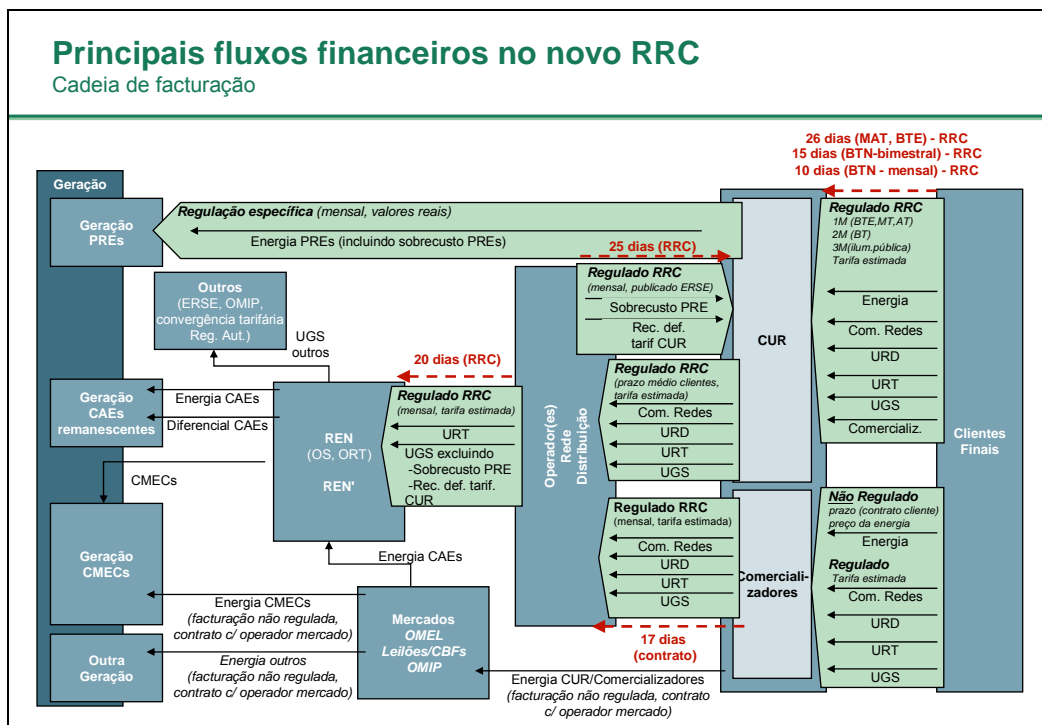 Principais fluxos financeiros no novo RRC
Cadeia de facturação
26 dias (MAT, BTE) - RRC
15 dias (BTN-bimestral) - RRC
10 dias (BTN - mensal) - RRC
Geração
Geração
PREs
Regulação específica (mensal, valores reais)
Energia PREs (incluindo sobrecusto PREs)
25 dias (RRC)
Regulado RRC
(mensal, publicado ERSE)
Sobrecusto PRE
Rec. def.
tarif CUR
CUR
Regulado RRC
1M (BTE,MT,AT)
2M (BT)
3M(ilum.pública)
Tarifa estimada
Energia
Com. Redes
URD
URT
UGS
Comercializ.
Clientes
Finais
Outros
(ERSE, OMIP,
convergência tarifária
Reg. Aut.)
UGS
outros
20 dias (RRC)
Geração
CAEs
remanescentes
Energia CAEs
Diferencial CAEs
REN
(OS, ORT)
REN'
Regulado RRC
(mensal, tarifa estimada)
URT
UGS excluindo
-Sobrecusto PRE
-Rec. def. tarif.
CUR
Operador(es)
Rede
Distribuição
Regulado RRC
(prazo médio clientes,
tarifa estimada)
Com. Redes
URD
URT
UGS
CMECs
Geração
CMECs
Energia CAEs
Regulado RRC
(mensal, tarifa estimada)
Com. Redes
URD
URT
UGS
Comerciali-
zadores
Não Regulado
prazo (contrato cliente)
preço da energia
Energia
Regulado
Tarifa estimada
Com. Redes
URD
URT
UGS
Energia CMECs
(facturação não regulada,
contrato c/ operador mercado)
Mercados
OMEL
Leilões/CBFs
OMIP
17 dias
(contrato)
Outra
Geração
Energia outros
(facturação não regulada,
contrato c/ operador mercado)
Energia CUR/Comercializadores
(facturação não regulada, contrato
c/ operador mercado)